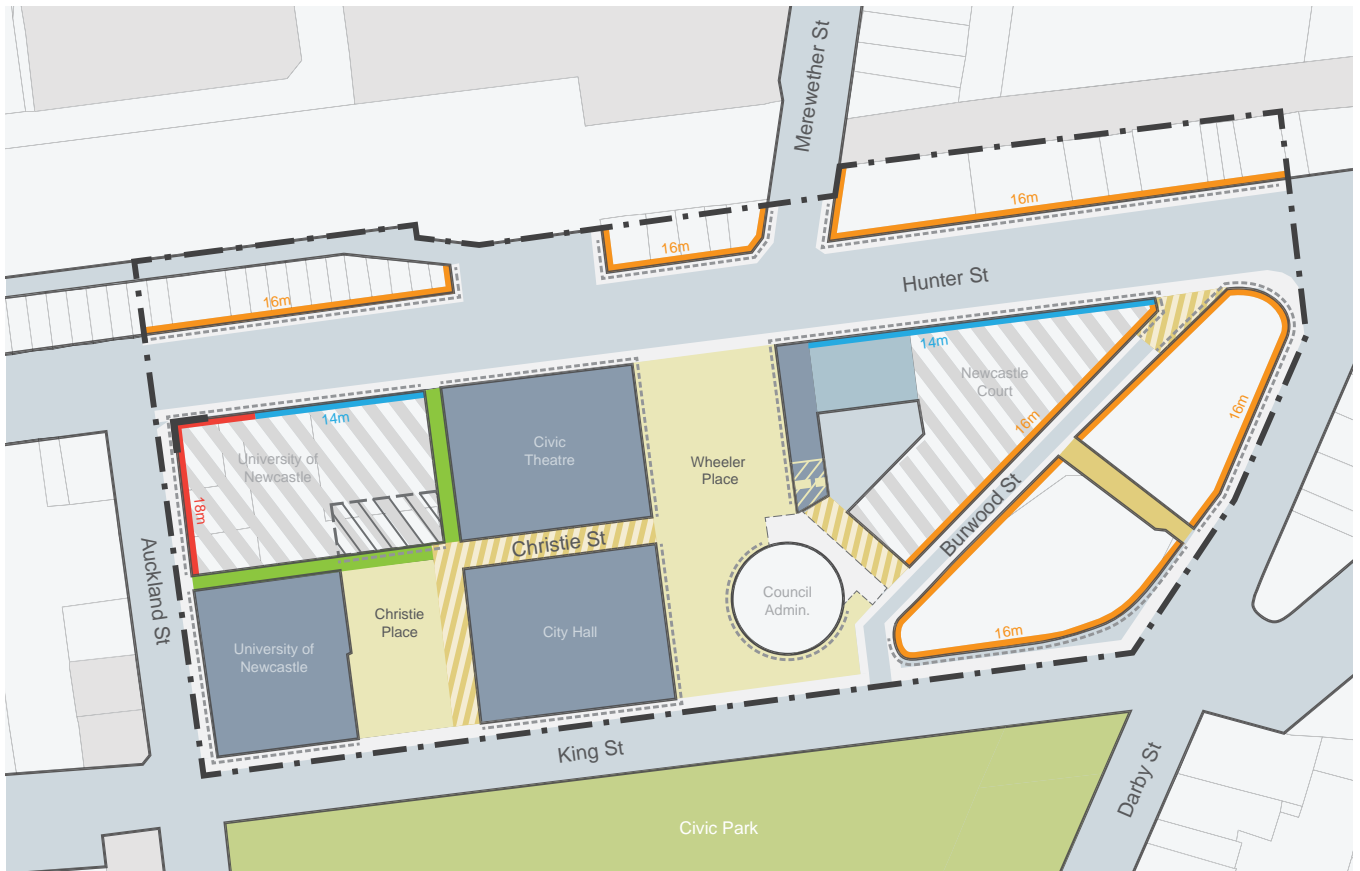 Merewether St
16m
16m
Hunter St
16m
14m
Newcastle
Court
16m
16m
14m
University of
Newcastle
18m
Civic
Theatre
Wheeler
Place
Burwood St
Christie St
Auckland St
Christie
Place
Council
Admin.
City Hall
16m
University of
Newcastle
King St
Darby St
Civic Park